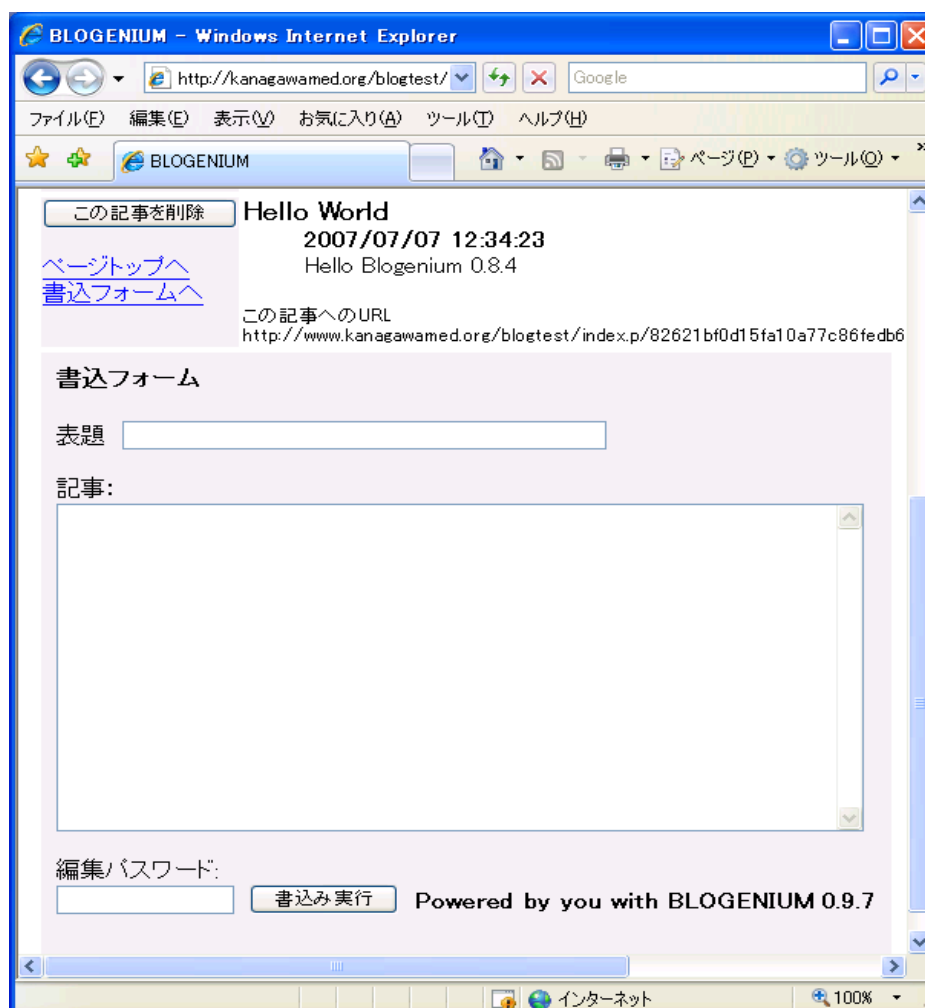 BLOGENIUM - Windows Internet Explorer
http://kanagawamed.org/blogtest/ Google
ファイル(F) 編集(E) 表示(V) お気に入り(A) ツール(T) ヘルプ(H)
BLOGENIUM ページ(P) ツール(O) »
この記事を削除 Hello World
2007/07/07 12:34:23
ページトップへ Hello Blogenium 0.8.4
書込フォームへ
この記事へのURL
http://www.kanagawamed.org/blogtest/index.p/82621bf0d15fa10a77c86fedb6
書込フォーム
表題
記事:
編集パスワード:
書込み実行 Powered by you with BLOGENIUM 0.9.7
インターネット 100%